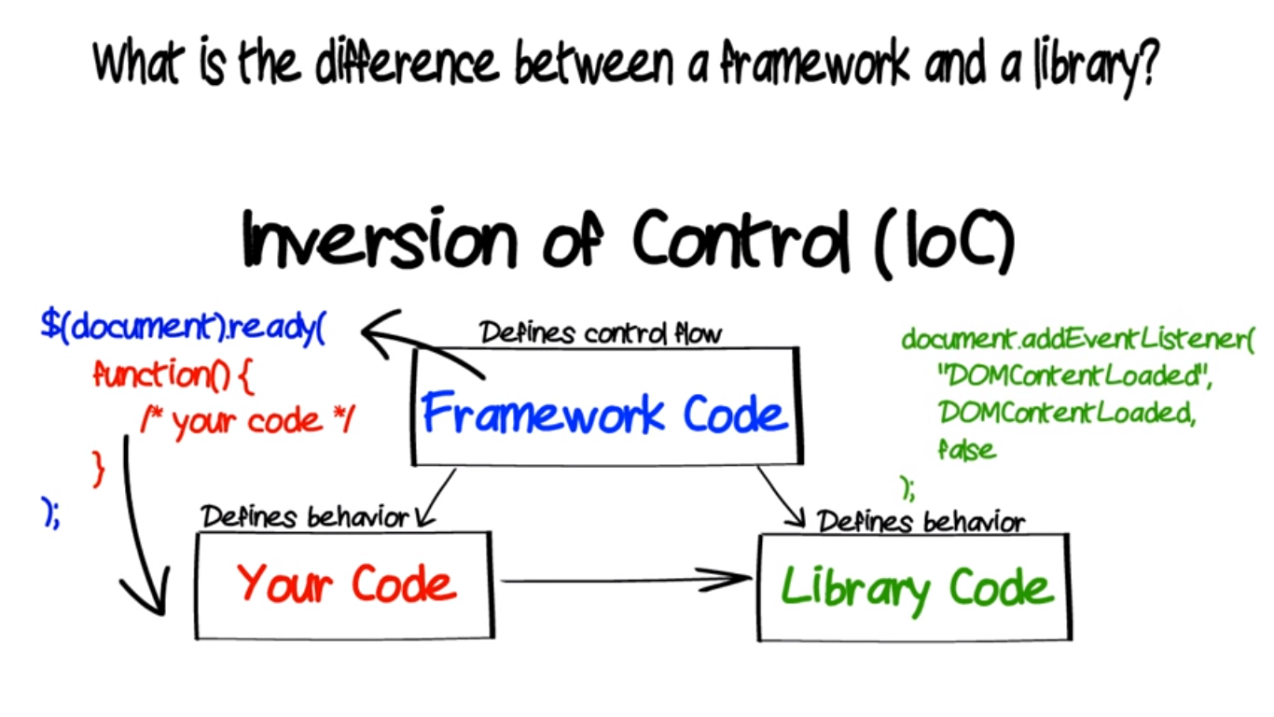 What is the difference between a framework and a library?
Inversion of Control (IoC)
$(document).ready(
function() {
/* your code */
}
);
Defines control flow
Framework Code
document.addEventListener(
"DOMContentLoaded",
DOMContentLoaded,
false
);
Defines behavior
Your Code
Defines behavior
Library Code